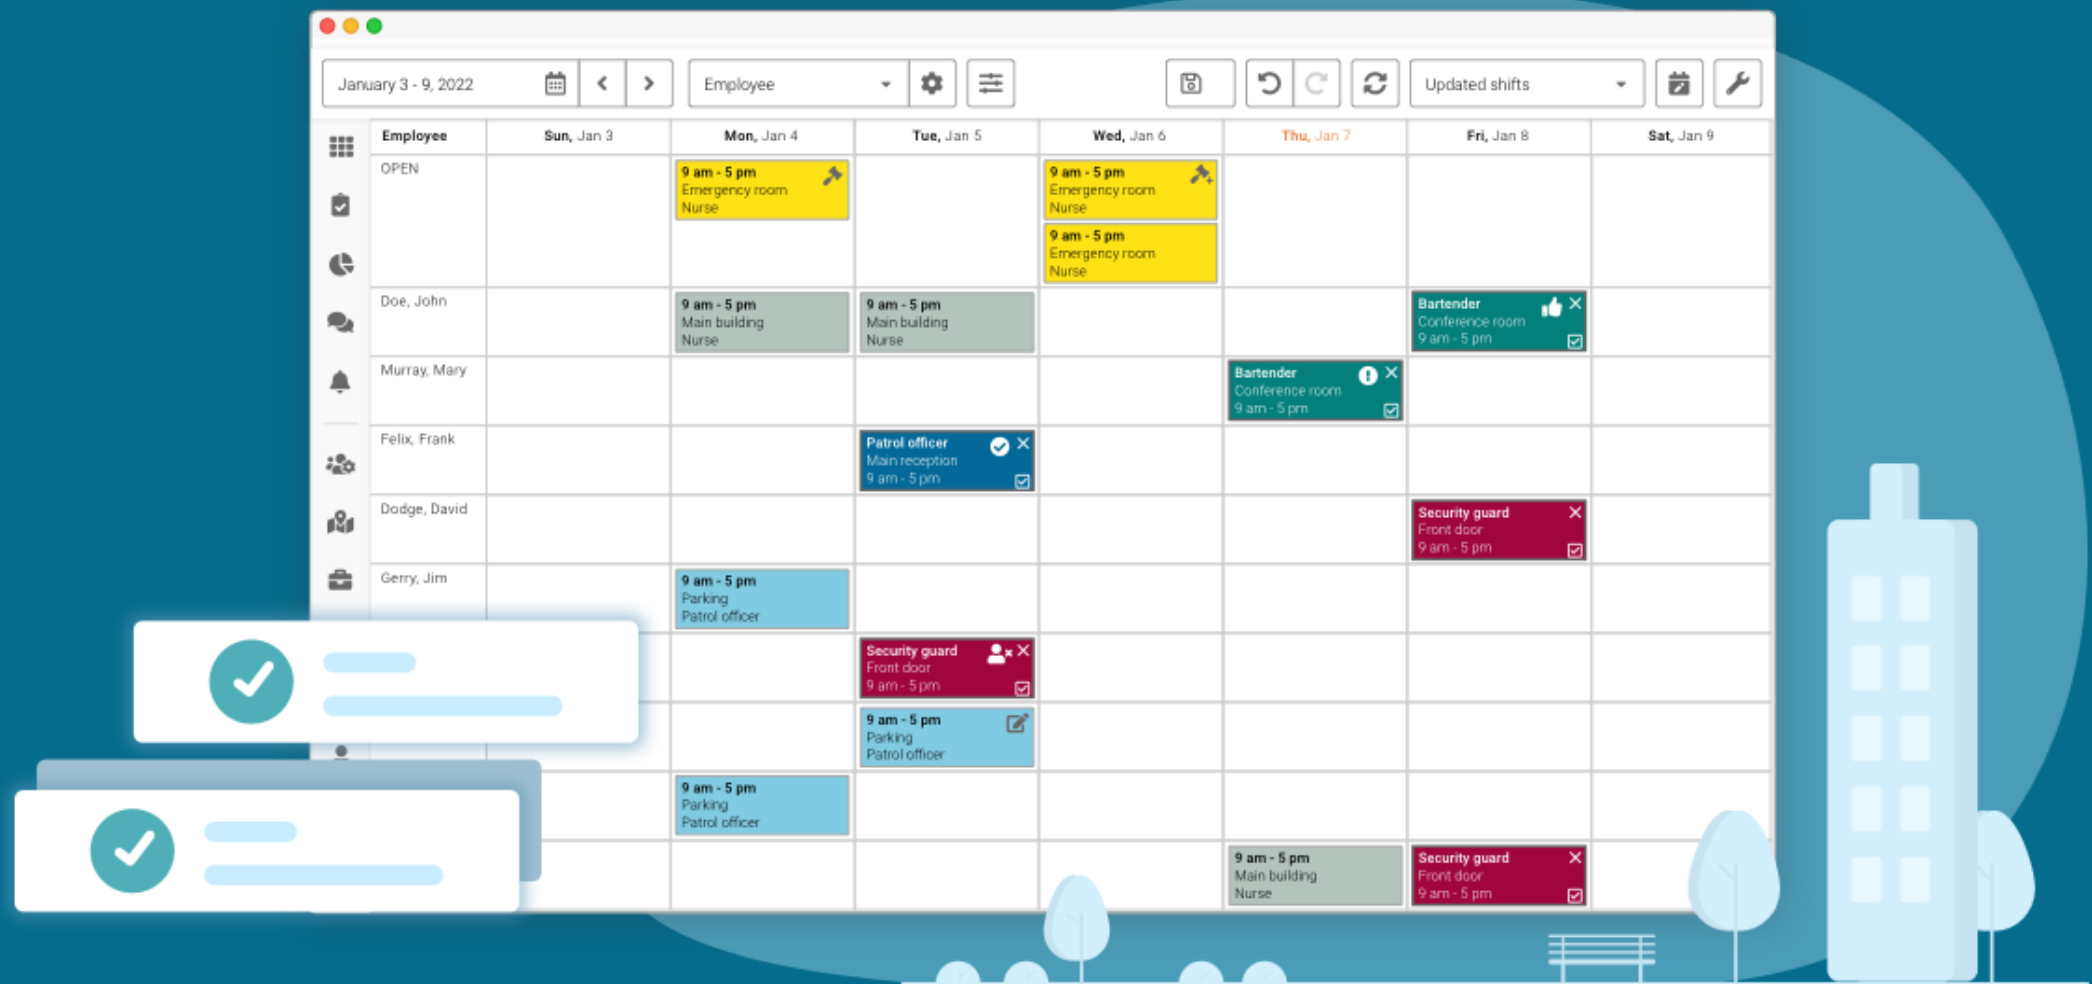 January 3 - 9, 2022
Employee
Updated shifts
Employee
Sun, Jan 3
Mon, Jan 4
Tue, Jan 5
Wed, Jan 6
Thu, Jan 7
Fri, Jan 8
Sat, Jan 9
OPEN
9 am - 5 pm
Emergency room
Nurse
9 am - 5 pm
Emergency room
Nurse
9 am - 5 pm
Emergency room
Nurse
Doe, John
9 am - 5 pm
Main building
Nurse
9 am - 5 pm
Main building
Nurse
Bartender
Conference room
9 am - 5 pm
Murray, Mary
Bartender
Conference room
9 am - 5 pm
Felix, Frank
Patrol officer
Main reception
9 am - 5 pm
Dodge, David
Security guard
Front door
9 am - 5 pm
Gerry, Jim
9 am - 5 pm
Parking
Patrol officer
Security guard
Front door
9 am - 5 pm
9 am - 5 pm
Parking
Patrol officer
9 am - 5 pm
Parking
Patrol officer
9 am - 5 pm
Main building
Nurse
Security guard
Front door
9 am - 5 pm